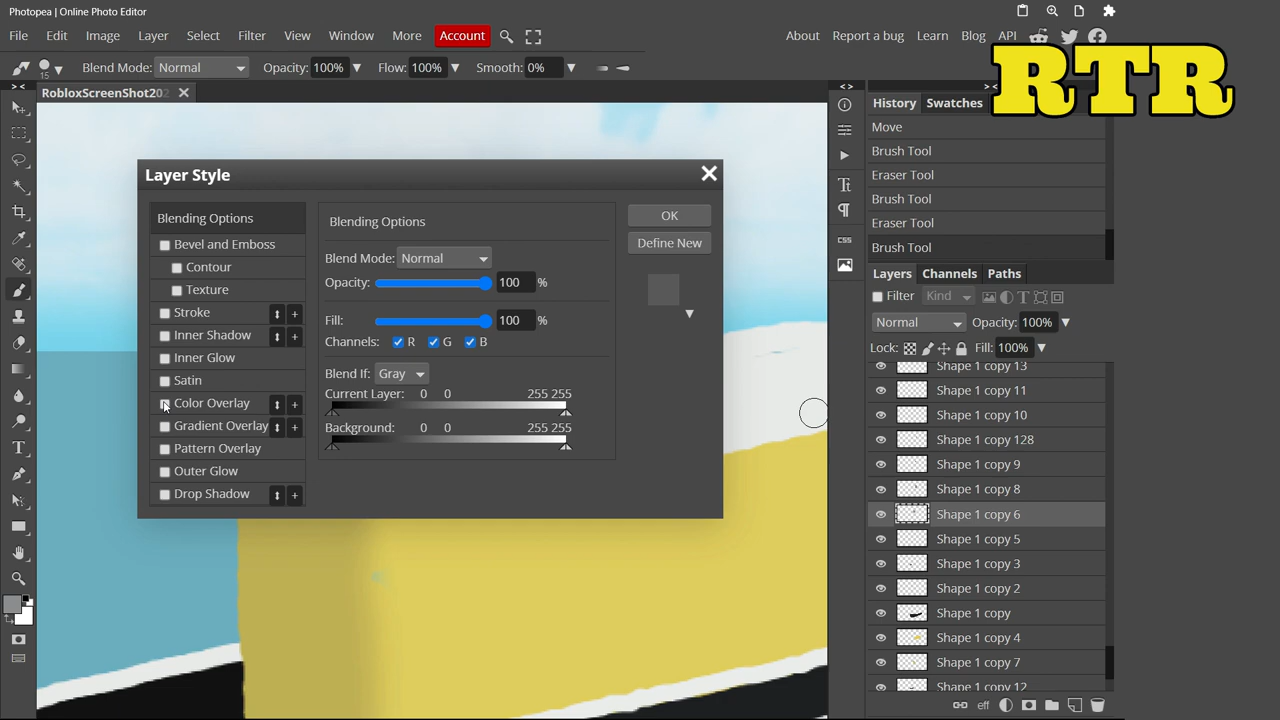 Photopea | Online Photo Editor
File Edit Image Layer Select Filter View Window More Account About Report a bug Learn Blog API
15 Blend Mode: Normal Opacity: 100% Flow: 100% Smooth: 0%
RobloxScreenShot202
> < < > > <
RTR
History Swatches
Move
Brush Tool
Eraser Tool
Brush Tool
Eraser Tool
Brush Tool
Layers Channels Paths
Filter Kind
Normal Opacity: 100%
Lock: Fill: 100%
Shape 1 copy 13
Shape 1 copy 11
Shape 1 copy 10
Shape 1 copy 128
Shape 1 copy 9
Shape 1 copy 8
Shape 1 copy 6
Shape 1 copy 5
Shape 1 copy 3
Shape 1 copy 2
Shape 1 copy
Shape 1 copy 4
Shape 1 copy 7
Shape 1 copy 12
eff
CSS
Layer Style
Blending Options
Bevel and Emboss
Contour
Texture
Stroke
Inner Shadow
Inner Glow
Satin
Color Overlay
Gradient Overlay
Pattern Overlay
Outer Glow
Drop Shadow
Blending Options
Blend Mode: Normal
Opacity: 100 %
Fill: 100 %
Channels: R G B
Blend If: Gray
Current Layer: 0 0 255 255
Background: 0 0 255 255
OK
Define New